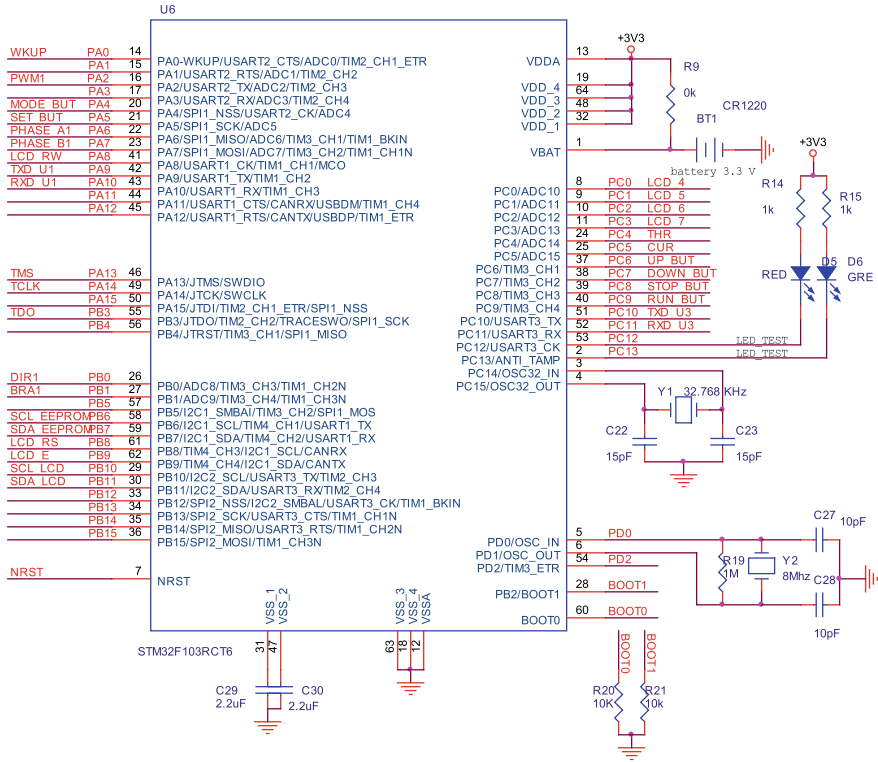 U6
WKUP PA0 14 PA0-WKUP/USART2_CTS/ADC0/TIM2_CH1_ETR
PA1 15 PA1/USART2_RTS/ADC1/TIM2_CH2
PWM1 PA2 16 PA2/USART2_TX/ADC2/TIM2_CH3
PA3 17 PA3/USART2_RX/ADC3/TIM2_CH4
MODE_BUT PA4 20 PA4/SPI1_NSS/USART2_CK/ADC4
SET_BUT PA5 21 PA5/SPI1_SCK/ADC5
PHASE_A1 PA6 22 PA6/SPI1_MISO/ADC6/TIM3_CH1/TIM1_BKIN
PHASE_B1 PA7 23 PA7/SPI1_MOSI/ADC7/TIM3_CH2/TIM1_CH1N
LCD_RW PA8 41 PA8/USART1_CK/TIM1_CH1/MCO
TXD_U1 PA9 42 PA9/USART1_TX/TIM1_CH2
RXD_U1 PA10 43 PA10/USART1_RX/TIM1_CH3
PA11 44 PA11/USART1_CTS/CANRX/USBDM/TIM1_CH4
PA12 45 PA12/USART1_RTS/CANTX/USBDP/TIM1_ETR
TMS PA13 46 PA13/JTMS/SWDIO
TCLK PA14 49 PA14/JTCK/SWCLK
PA15 50 PA15/JTDI/TIM2_CH1_ETR/SPI1_NSS
TDO PB3 55 PB3/JTDO/TIM2_CH2/TRACESWO/SPI1_SCK
PB4 56 PB4/JTRST/TIM3_CH1/SPI1_MISO
DIR1 PB0 26 PB0/ADC8/TIM3_CH3/TIM1_CH2N
BRA1 PB1 27 PB1/ADC9/TIM3_CH4/TIM1_CH3N
PB5 57 PB5/I2C1_SMBAI/TIM3_CH2/SPI1_MOS
SCL_EEPROM PB6 58 PB6/I2C1_SCL/TIM4_CH1/USART1_TX
SDA_EEPROM PB7 59 PB7/I2C1_SDA/TIM4_CH2/USART1_RX
LCD_RS PB8 61 PB8/TIM4_CH3/I2C1_SCL/CANRX
LCD_E PB9 62 PB9/TIM4_CH4/I2C1_SDA/CANTX
SCL_LCD PB10 29 PB10/I2C2_SCL/USART3_TX/TIM2_CH3
SDA_LCD PB11 30 PB11/I2C2_SDA/USART3_RX/TIM2_CH4
PB12 33 PB12/SPI2_NSS/I2C2_SMBAL/USART3_CK/TIM1_BKIN
PB13 34 PB13/SPI2_SCK/USART3_CTS/TIM1_CH1N
PB14 35 PB14/SPI2_MISO/USART3_RTS/TIM1_CH2N
PB15 36 PB15/SPI2_MOSI/TIM1_CH3N
NRST 7 NRST
VDDA 13
VDD_4 19
VDD_3 64
VDD_2 48
VDD_1 32
VBAT 1
+3V3
R9
0k
BT1
CR1220
battery 3.3 V
PC0/ADC10 8 PC0 LCD_4
PC1/ADC11 9 PC1 LCD_5
PC2/ADC12 10 PC2 LCD_6
PC3/ADC13 11 PC3 LCD_7
PC4/ADC14 24 PC4 THR
PC5/ADC15 25 PC5 CUR
PC6/TIM3_CH1 37 PC6 UP_BUT
PC7/TIM3_CH2 38 PC7 DOWN_BUT
PC8/TIM3_CH3 39 PC8 STOP_BUT
PC9/TIM3_CH4 40 PC9 RUN_BUT
PC10/USART3_TX 51 PC10 TXD_U3
PC11/USART3_RX 52 PC11 RXD_U3
PC12/USART3_CK 53 PC12 LED_TEST
PC13/ANTI_TAMP 2 PC13 LED_TEST
PC14/OSC32_IN 3
PC15/OSC32_OUT 4
+3V3
R14
1k
R15
1k
RED
D5
D6
GRE
Y1 32.768 KHz
C22
15pF
C23
15pF
PD0/OSC_IN 5 PD0
PD1/OSC_OUT 6
PD2/TIM3_ETR 54 PD2
PB2/BOOT1 28 BOOT1
BOOT0 60 BOOT0
R19
1M
Y2
8Mhz
C27
10pF
C28
10pF
VSS_1 31
VSS_2 47
VSS_3 63
VSS_4 18
VSSA 12
STM32F103RCT6
C29
2.2uF
C30
2.2uF
BOOT0
BOOT1
R20
10K
R21
10k